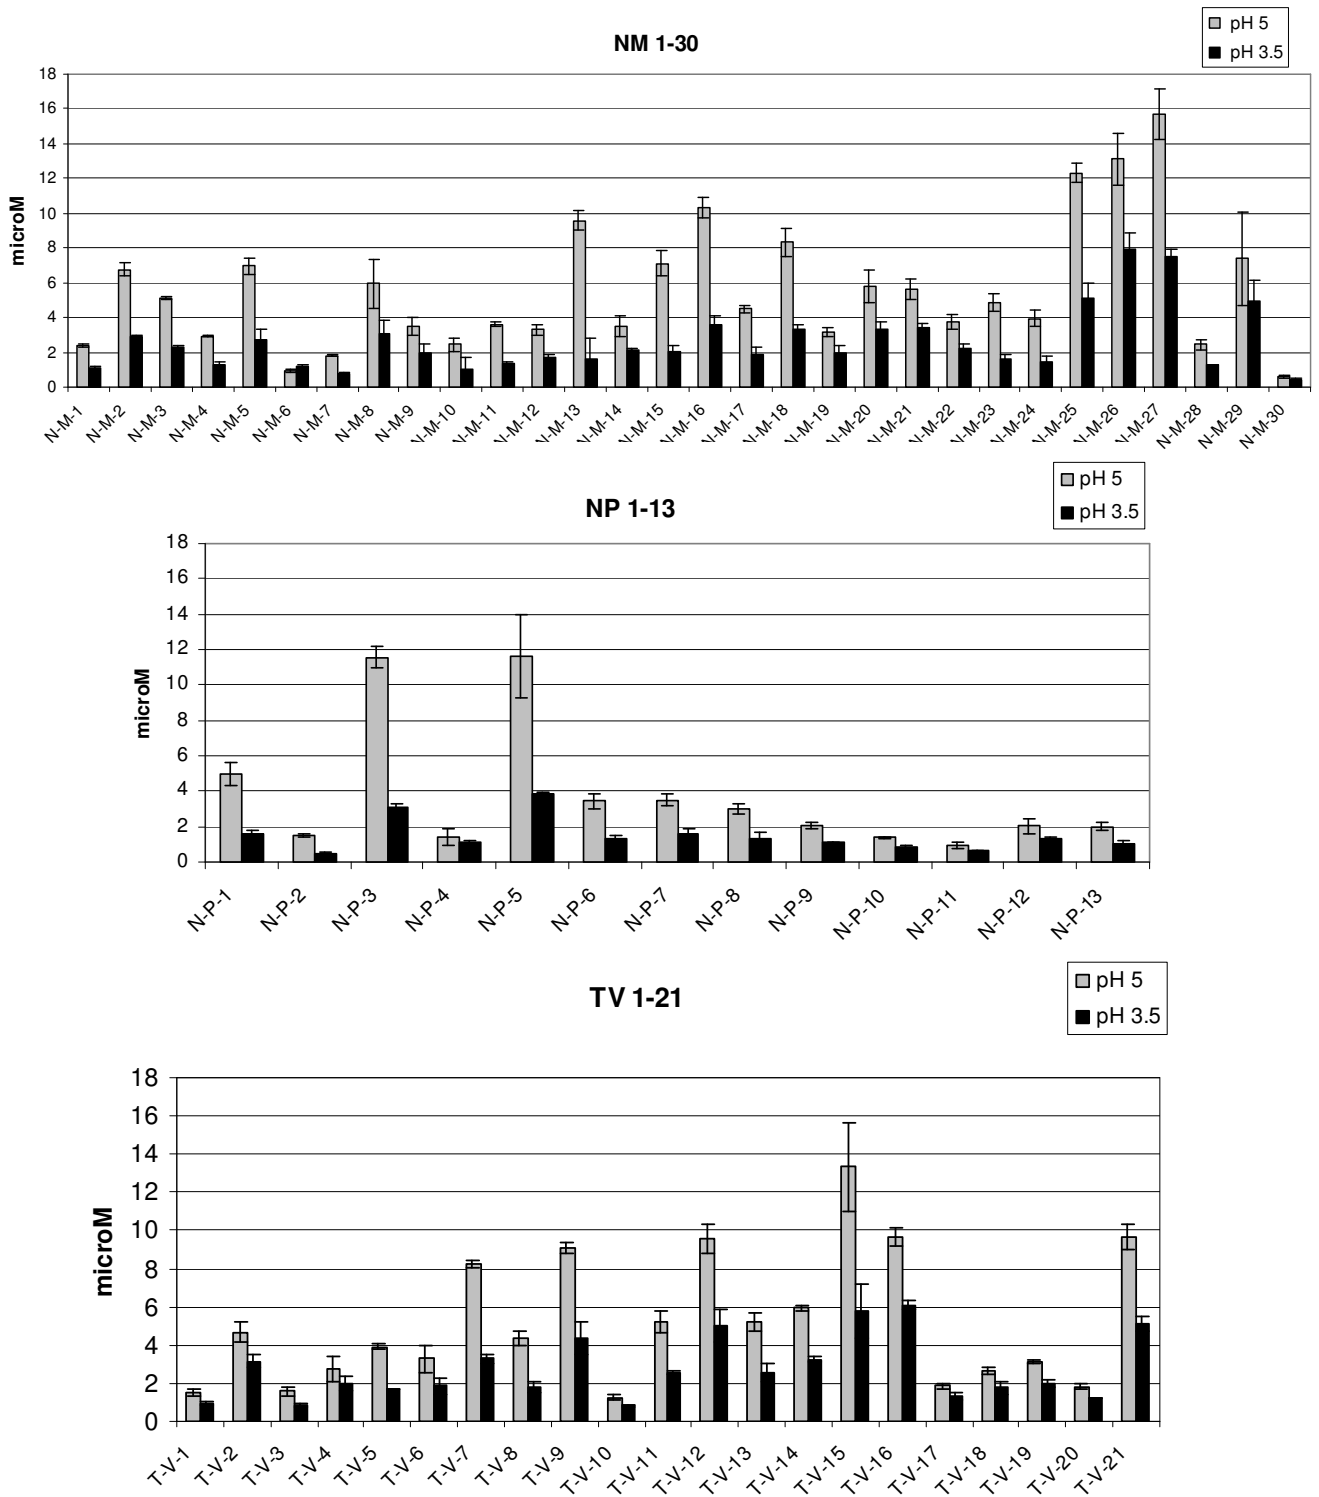 pH 5
pH 3.5
NM 1-30
18
16
14
12
10
8
6
4
2
0
microM
N-M-1
N-M-2
N-M-3
N-M-4
N-M-5
N-M-6
N-M-7
N-M-8
N-M-9
N-M-10
N-M-11
N-M-12
N-M-13
N-M-14
N-M-15
N-M-16
N-M-17
N-M-18
N-M-19
N-M-20
N-M-21
N-M-22
N-M-23
N-M-24
N-M-25
N-M-26
N-M-27
N-M-28
N-M-29
N-M-30
pH 5
pH 3.5
NP 1-13
18
16
14
12
10
8
6
4
2
0
microM
N-P-1
N-P-2
N-P-3
N-P-4
N-P-5
N-P-6
N-P-7
N-P-8
N-P-9
N-P-10
N-P-11
N-P-12
N-P-13
pH 5
pH 3.5
TV 1-21
18
16
14
12
10
8
6
4
2
0
microM
T-V-1
T-V-2
T-V-3
T-V-4
T-V-5
T-V-6
T-V-7
T-V-8
T-V-9
T-V-10
T-V-11
T-V-12
T-V-13
T-V-14
T-V-15
T-V-16
T-V-17
T-V-18
T-V-19
T-V-20
T-V-21